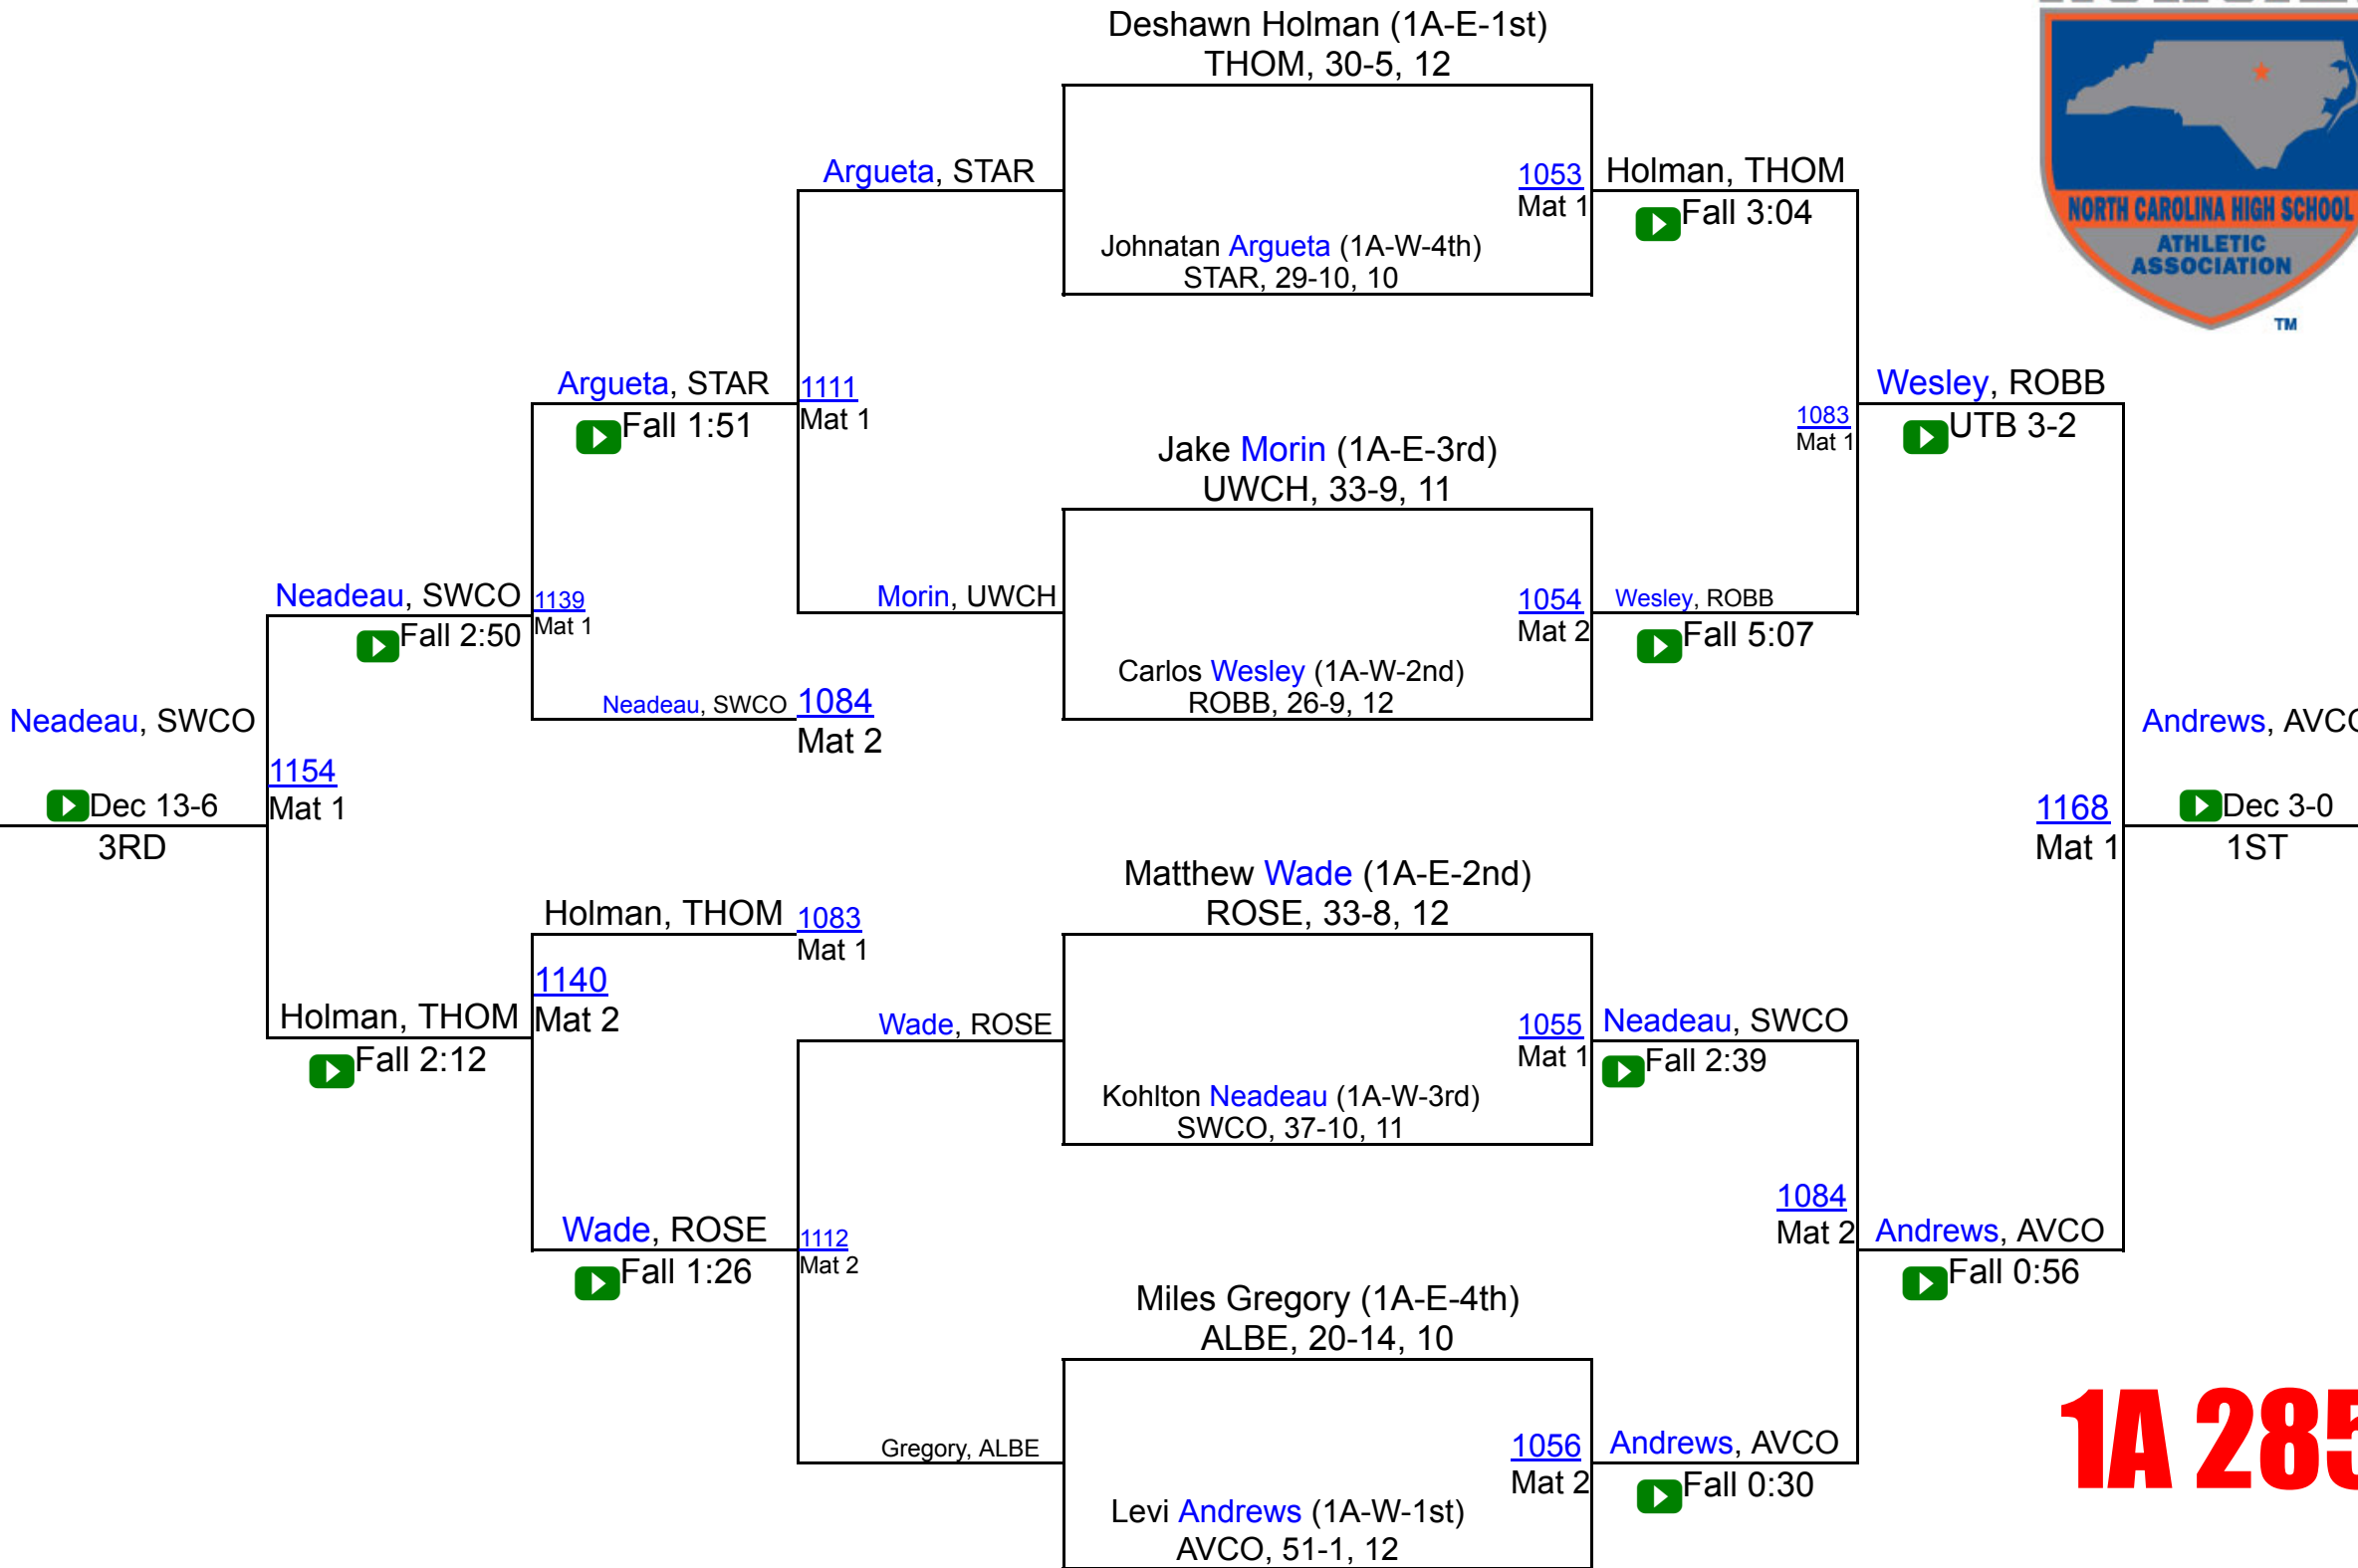 Deshawn Holman (1A-E-1st)
THOM, 30-5, 12
Argueta, STAR
1053
Mat 1
Holman, THOM
Fall 3:04
Johnatan Argueta (1A-W-4th)
STAR, 29-10, 10
NORTH CAROLINA HIGH SCHOOL
ATHLETIC
ASSOCIATION
TM
Argueta, STAR
Fall 1:51
1111
Mat 1
Jake Morin (1A-E-3rd)
UWCH, 33-9, 11
1083
Mat 1
Wesley, ROBB
UTB 3-2
Neadeau, SWCO
Fall 2:50
1139
Mat 1
Morin, UWCH
1054
Mat 2
Wesley, ROBB
Fall 5:07
Carlos Wesley (1A-W-2nd)
ROBB, 26-9, 12
Neadeau, SWCO
1084
Mat 2
Neadeau, SWCO
Dec 13-6
3RD
1154
Mat 1
Andrews, AVCO
1168
Mat 1
Dec 3-0
1ST
Matthew Wade (1A-E-2nd)
ROSE, 33-8, 12
Holman, THOM
1083
Mat 1
1140
Mat 2
Holman, THOM
Fall 2:12
Wade, ROSE
1055
Mat 1
Neadeau, SWCO
Fall 2:39
Kohlton Neadeau (1A-W-3rd)
SWCO, 37-10, 11
Wade, ROSE
Fall 1:26
1112
Mat 2
1084
Mat 2
Andrews, AVCO
Fall 0:56
Miles Gregory (1A-E-4th)
ALBE, 20-14, 10
Gregory, ALBE
1056
Mat 2
Andrews, AVCO
Fall 0:30
Levi Andrews (1A-W-1st)
AVCO, 51-1, 12
1A 285